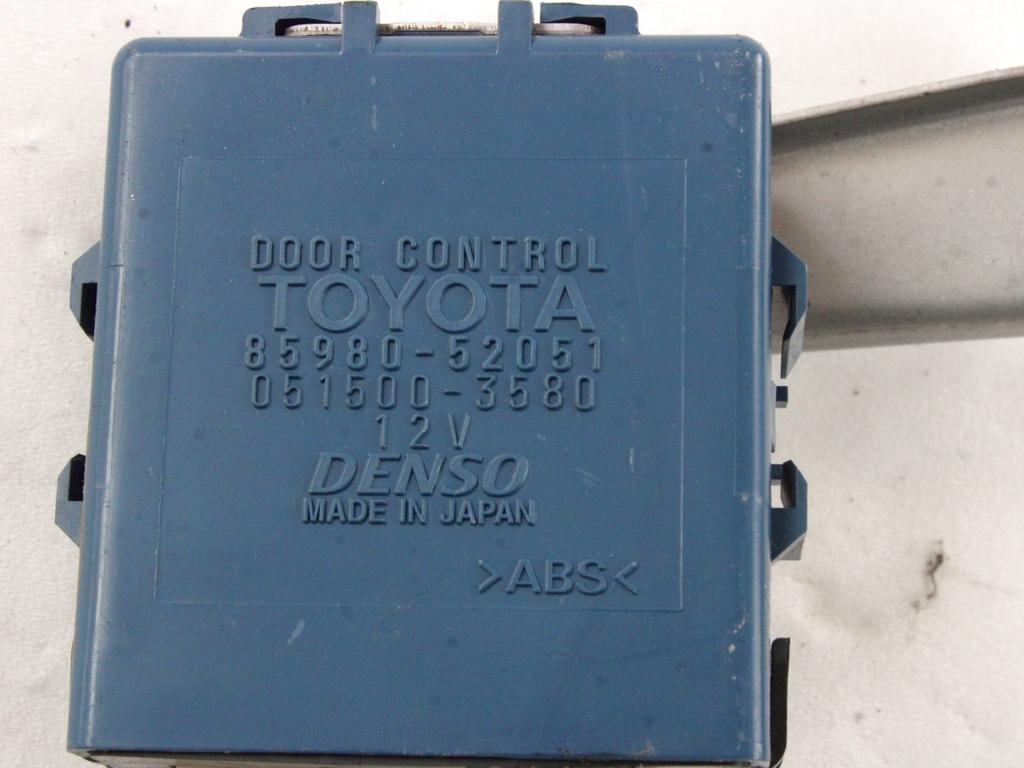 DOOR CONTROL
TOYOTA
85980-52051
051500-3580
12V
DENSO
MADE IN JAPAN
>ABS<